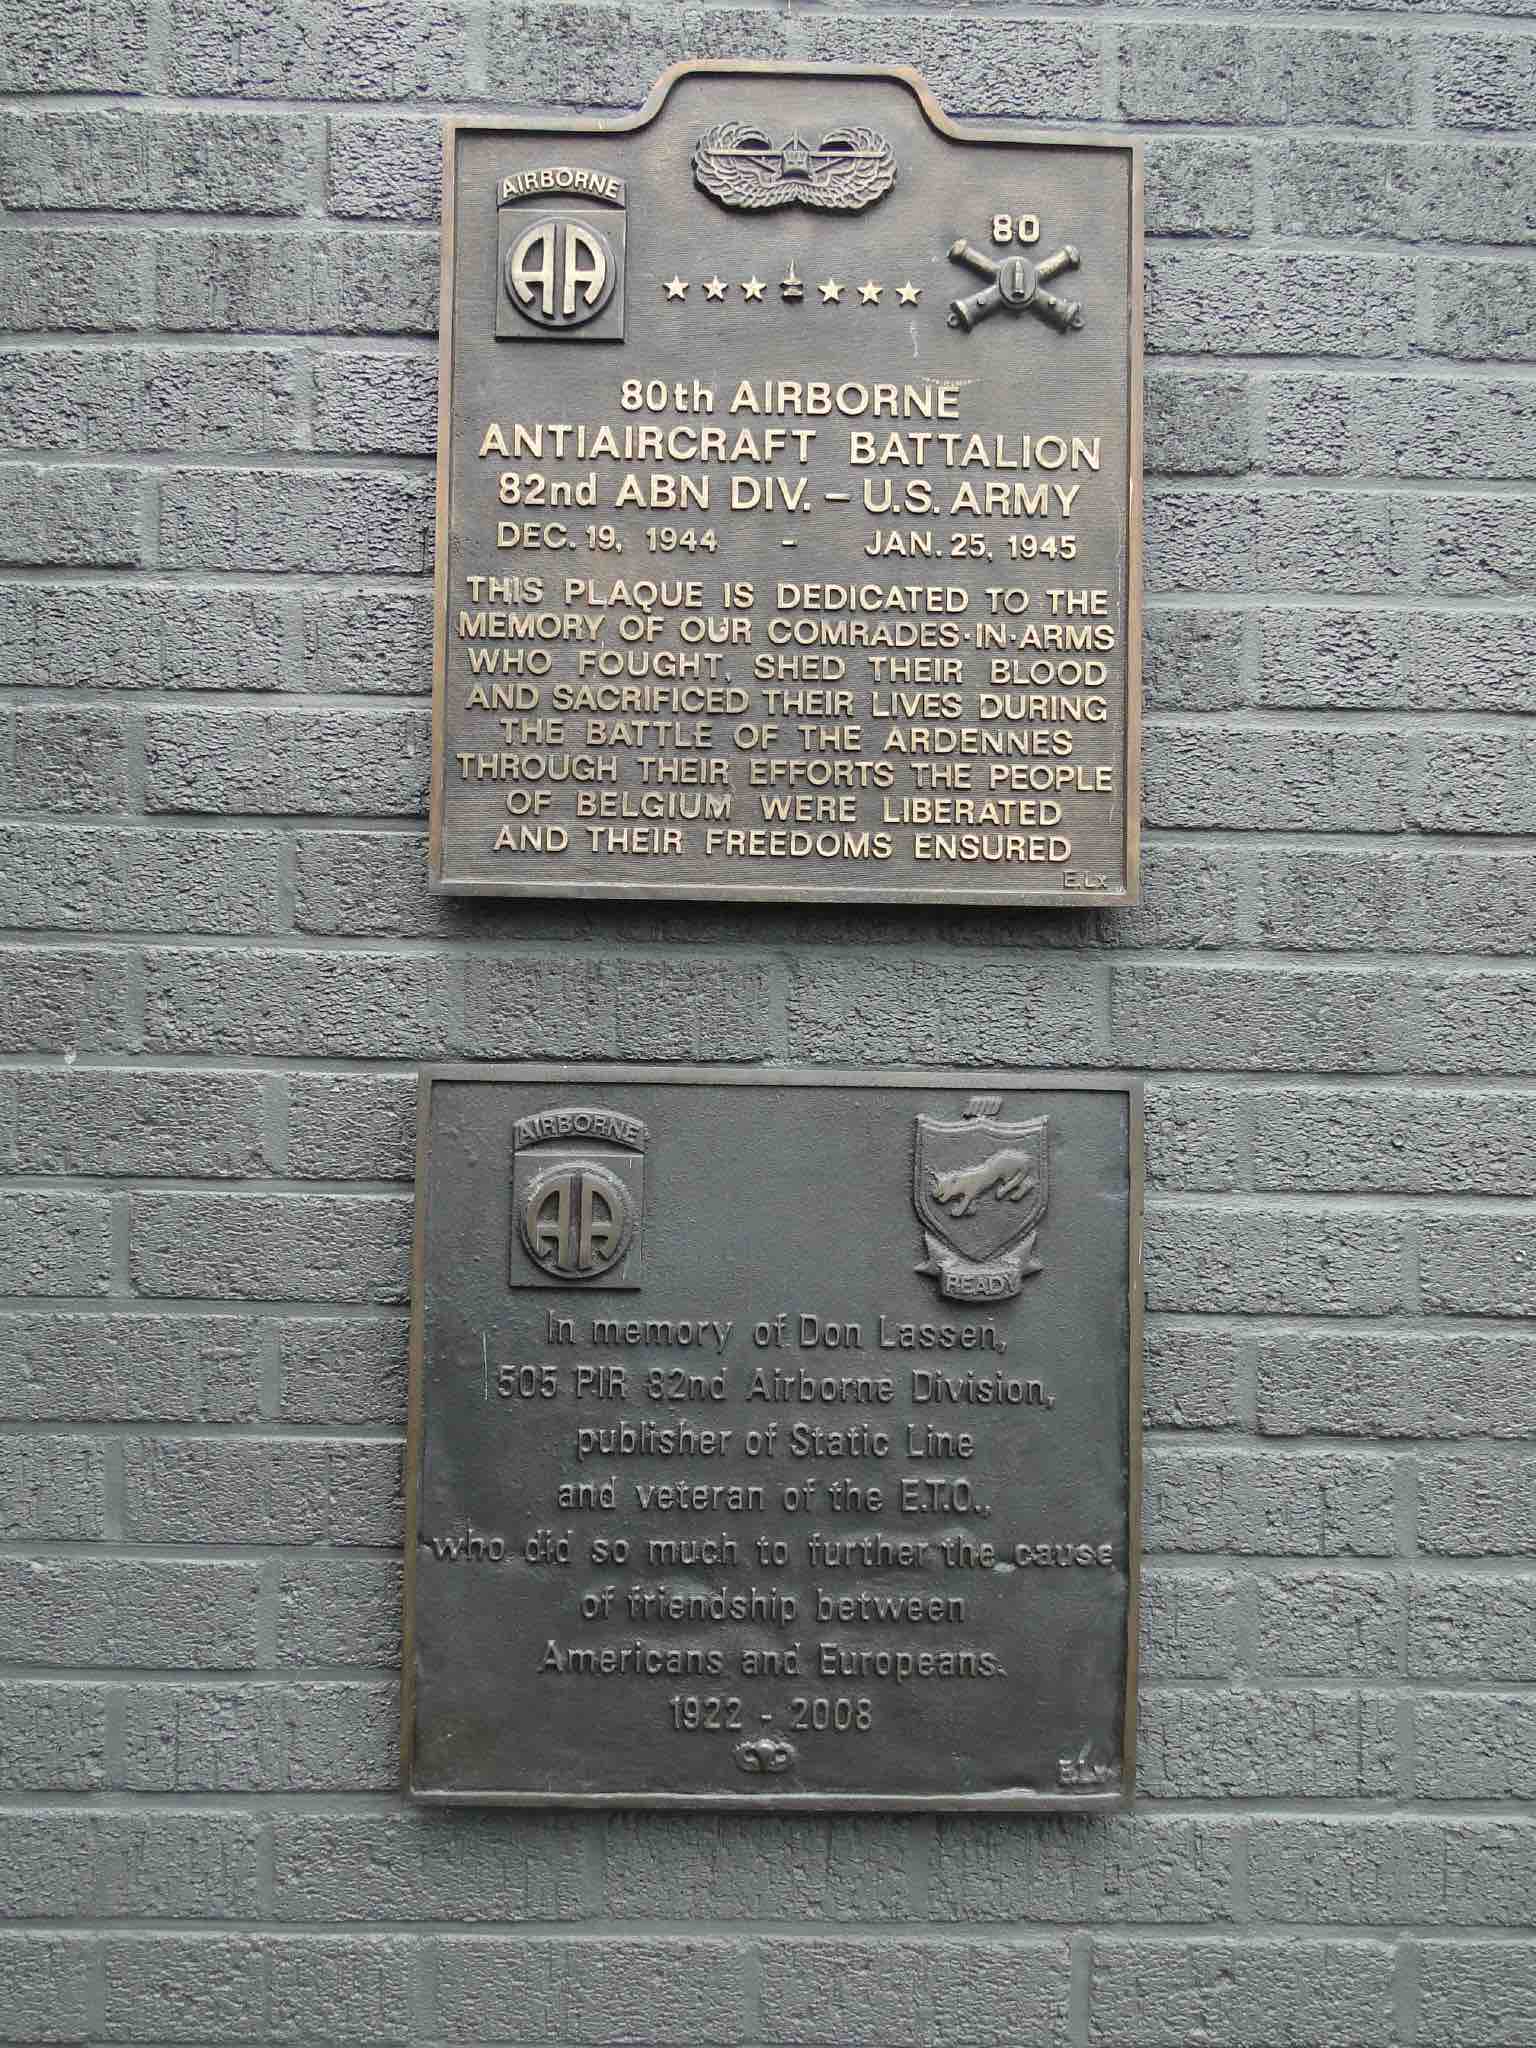 AIRBORNE
AA
80
80th AIRBORNE
ANTIAIRCRAFT BATTALION
82nd ABN DIV. – U.S. ARMY
DEC. 19, 1944 - JAN. 25, 1945
THIS PLAQUE IS DEDICATED TO THE
MEMORY OF OUR COMRADES·IN·ARMS
WHO FOUGHT, SHED THEIR BLOOD
AND SACRIFICED THEIR LIVES DURING
THE BATTLE OF THE ARDENNES
THROUGH THEIR EFFORTS THE PEOPLE
OF BELGIUM WERE LIBERATED
AND THEIR FREEDOMS ENSURED
E.Lx
AIRBORNE
AA
READY
In memory of Don Lassen,
505 PIR 82nd Airborne Division,
publisher of Static Line
and veteran of the E.T.O.,
who did so much to further the cause
of friendship between
Americans and Europeans.
1922 - 2008